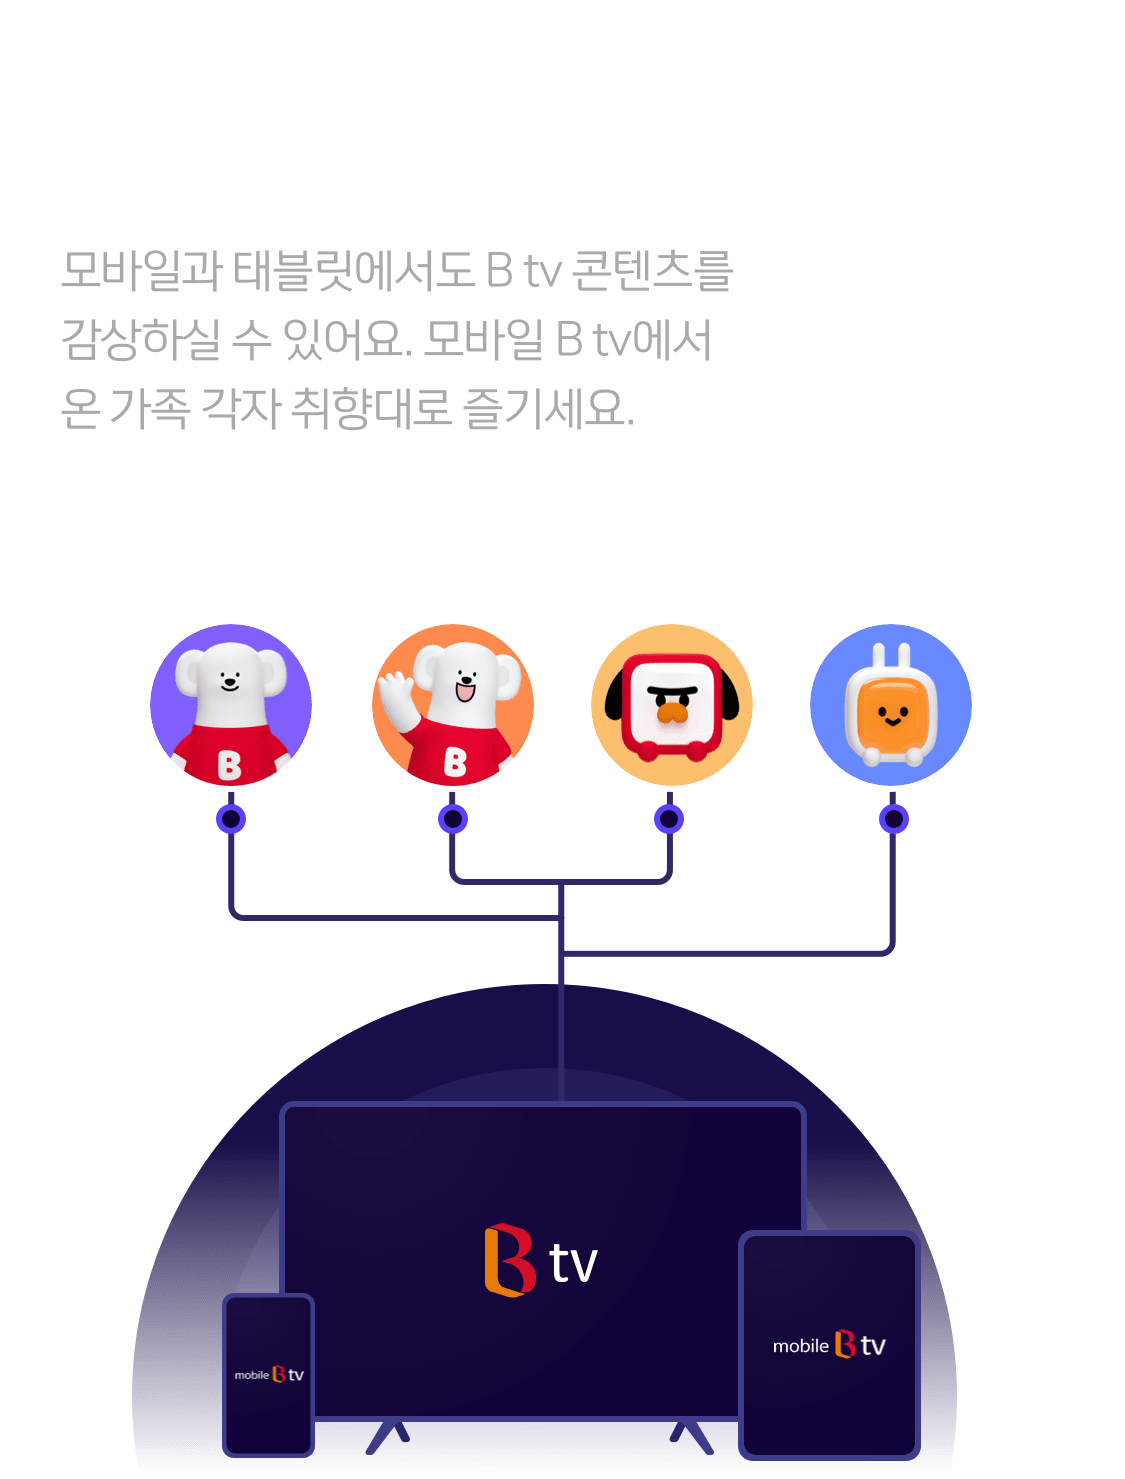 모바일과 태블릿에서도 B tv 콘텐츠를
감상하실 수 있어요. 모바일 B tv에서
온 가족 각자 취향대로 즐기세요.
B
B
B tv
mobile B tv
mobile B tv